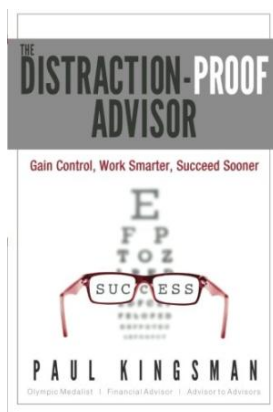 THE
DISTRACTION-PROOF
ADVISOR
Gain Control, Work Smarter, Succeed Sooner
E
F P
T O Z
SUCCESS
PAUL KINGSMAN
Olympic Medalist | Financial Advisor | Advisor to Advisors